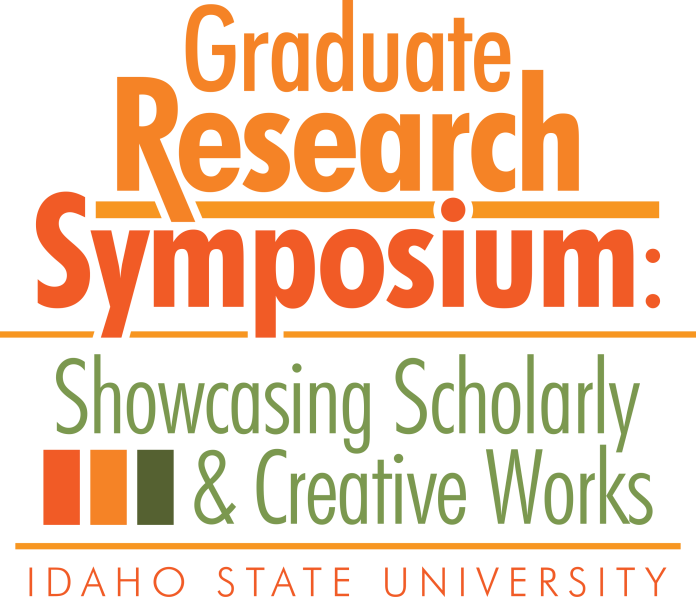 Graduate
Research
Symposium:
Showcasing Scholarly
& Creative Works
IDAHO STATE UNIVERSITY